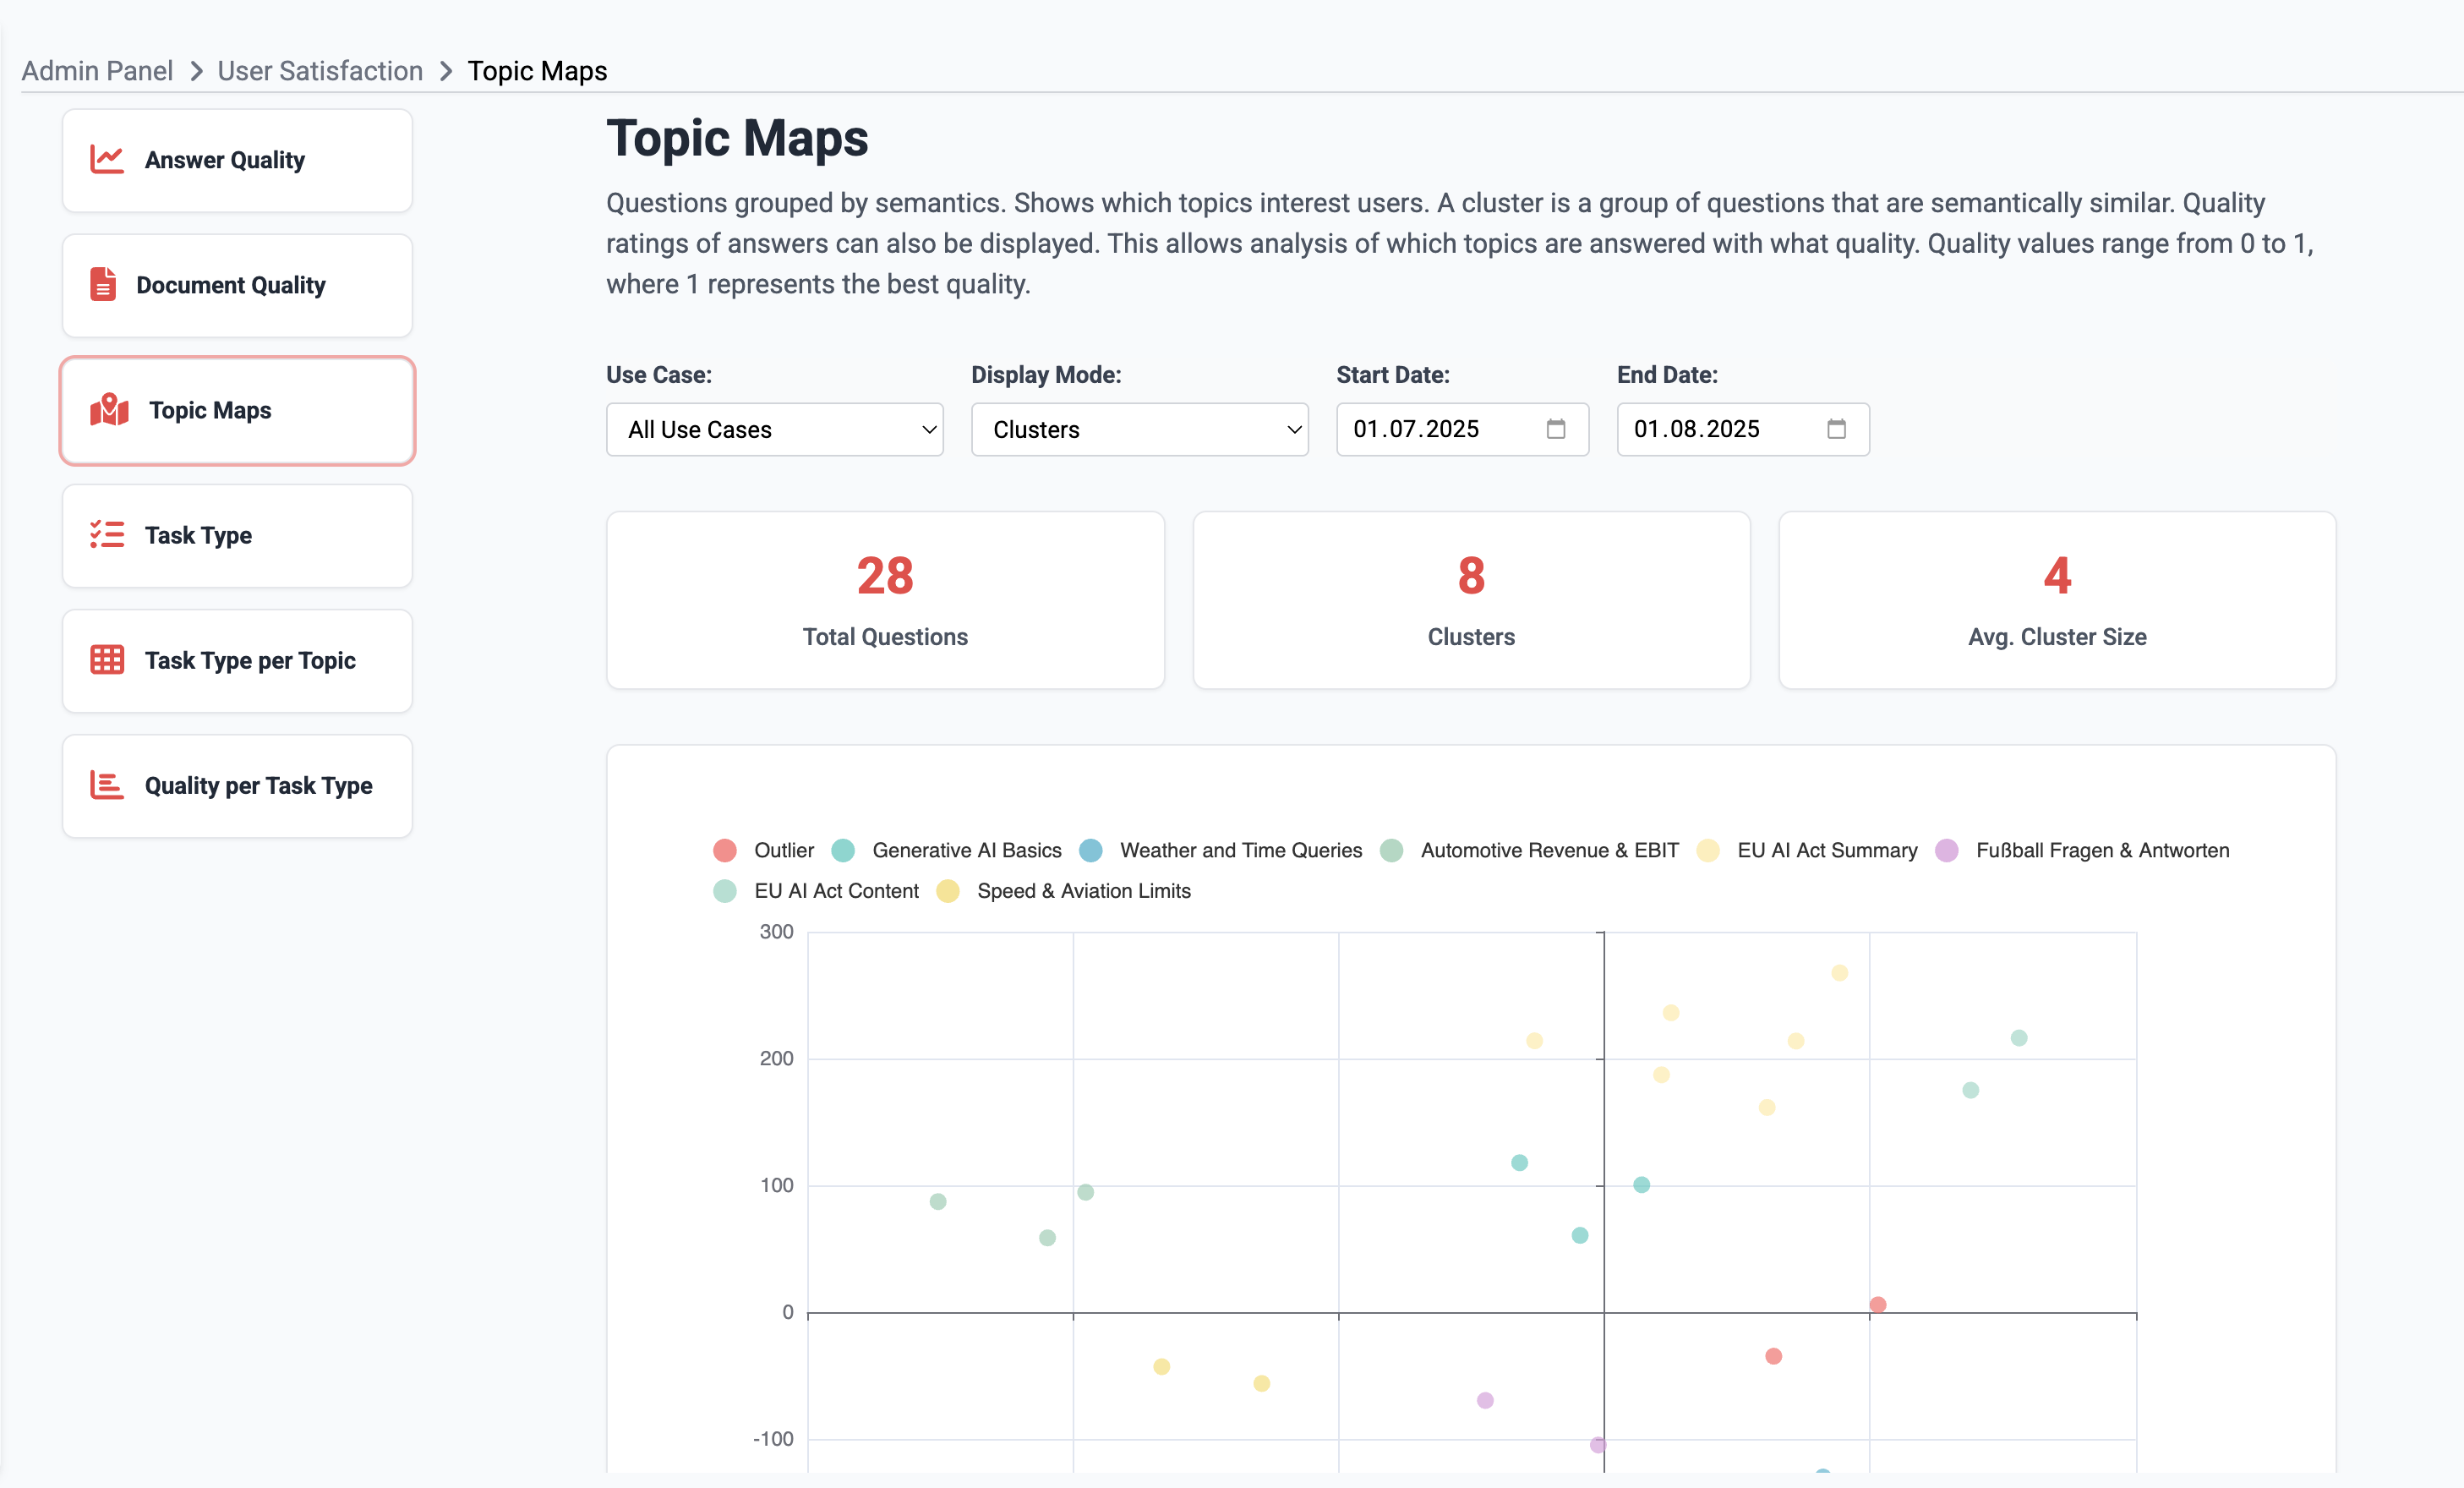 Admin Panel > User Satisfaction > Topic Maps
Answer Quality
Document Quality
Topic Maps
Task Type
Task Type per Topic
Quality per Task Type
Topic Maps
Questions grouped by semantics. Shows which topics interest users. A cluster is a group of questions that are semantically similar. Quality
ratings of answers can also be displayed. This allows analysis of which topics are answered with what quality. Quality values range from 0 to 1,
where 1 represents the best quality.
Use Case: Display Mode: Start Date: End Date:
All Use Cases Clusters 01.07.2025 01.08.2025
28 8 4
Total Questions Clusters Avg. Cluster Size
Outlier Generative AI Basics Weather and Time Queries Automotive Revenue & EBIT EU AI Act Summary Fußball Fragen & Antworten
EU AI Act Content Speed & Aviation Limits
300
200
100
0
-100